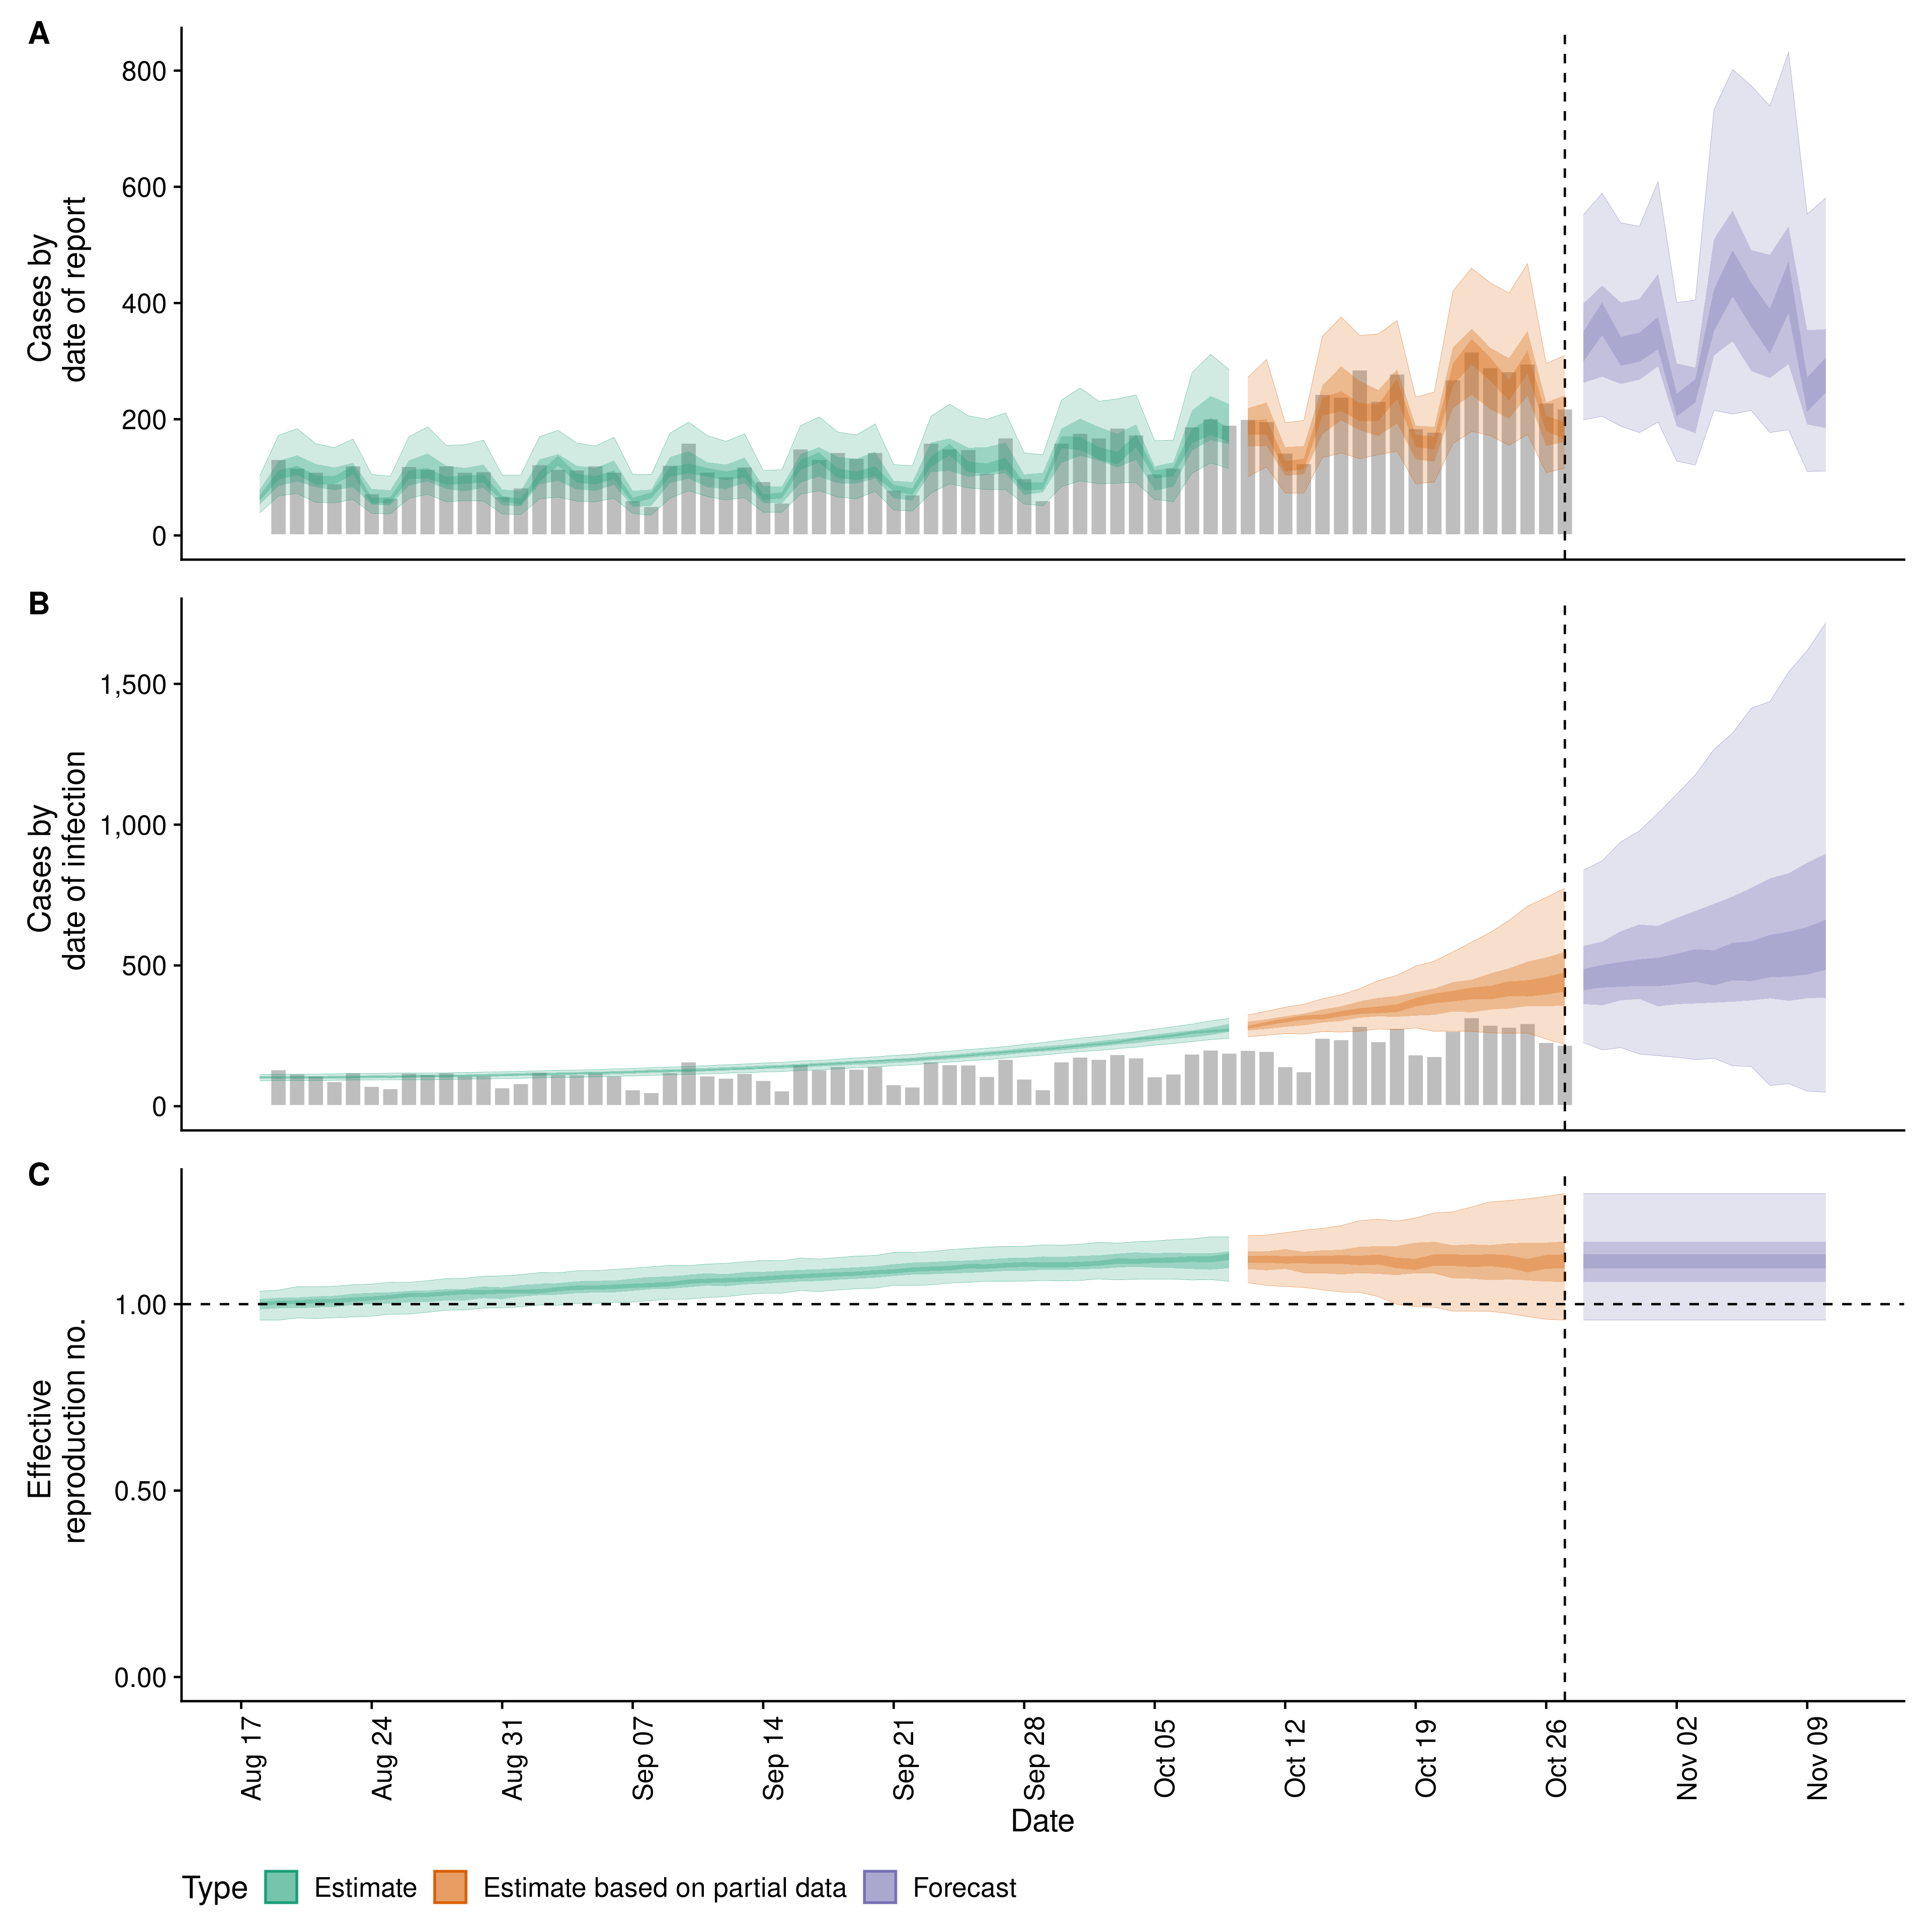 A
Cases by
date of report
800
600
400
200
0
B
Cases by
date of infection
1,500
1,000
500
0
C
Effective
reproduction no.
1.00
0.50
0.00
Aug 17
Aug 24
Aug 31
Sep 07
Sep 14
Sep 21
Sep 28
Oct 05
Oct 12
Oct 19
Oct 26
Nov 02
Nov 09
Date
Type Estimate Estimate based on partial data Forecast